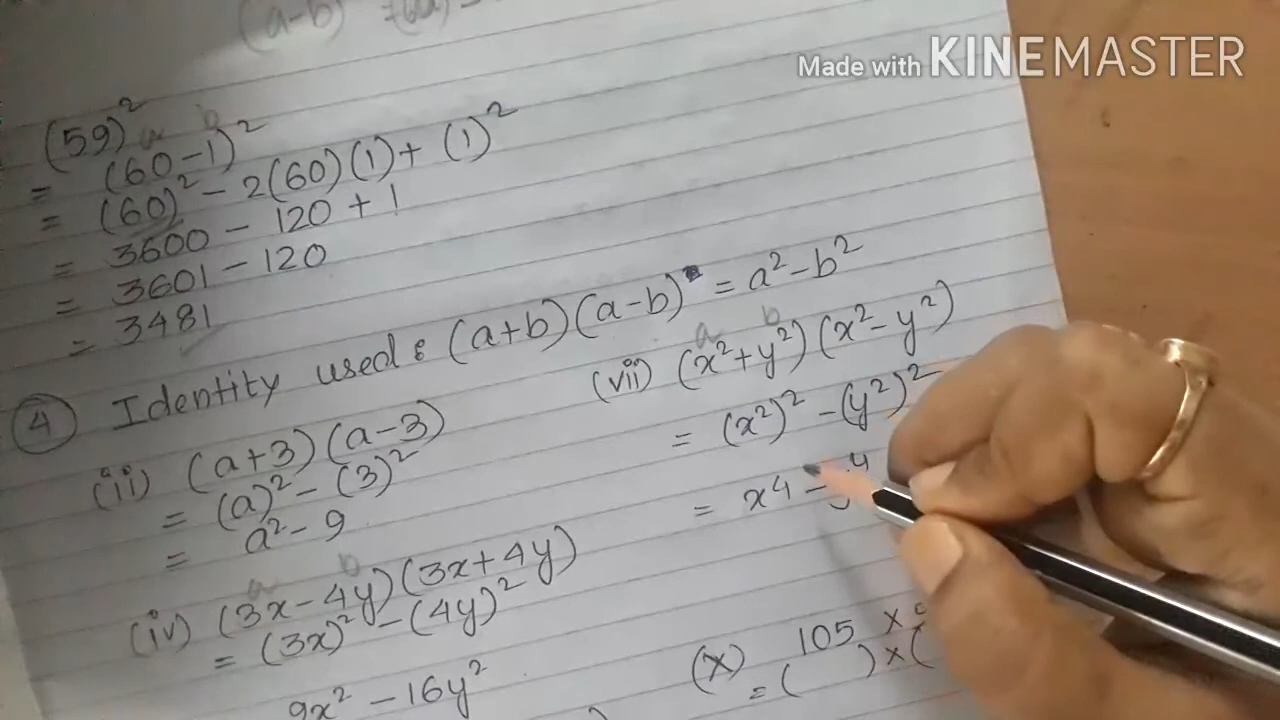 Made with KINEMASTER
(a-b)
(59)²
= (60-1)²
a b
= (60)² - 2(60)(1) + (1)²
= 3600 - 120 + 1
= 3601 - 120
= 3481
④ Identity used: (a+b)(a-b) = a² - b²
(ii) (a+3)(a-3)
= (a)² - (3)²
= a² - 9
(iv) (3x-4y)(3x+4y)
a b
= (3x)² - (4y)²
9x² - 16y²
(vii) (x²+y²)(x²-y²)
a b
= (x²)² - (y²)²
= x⁴ - y⁴
(x) 105 ×
= ( ) × (